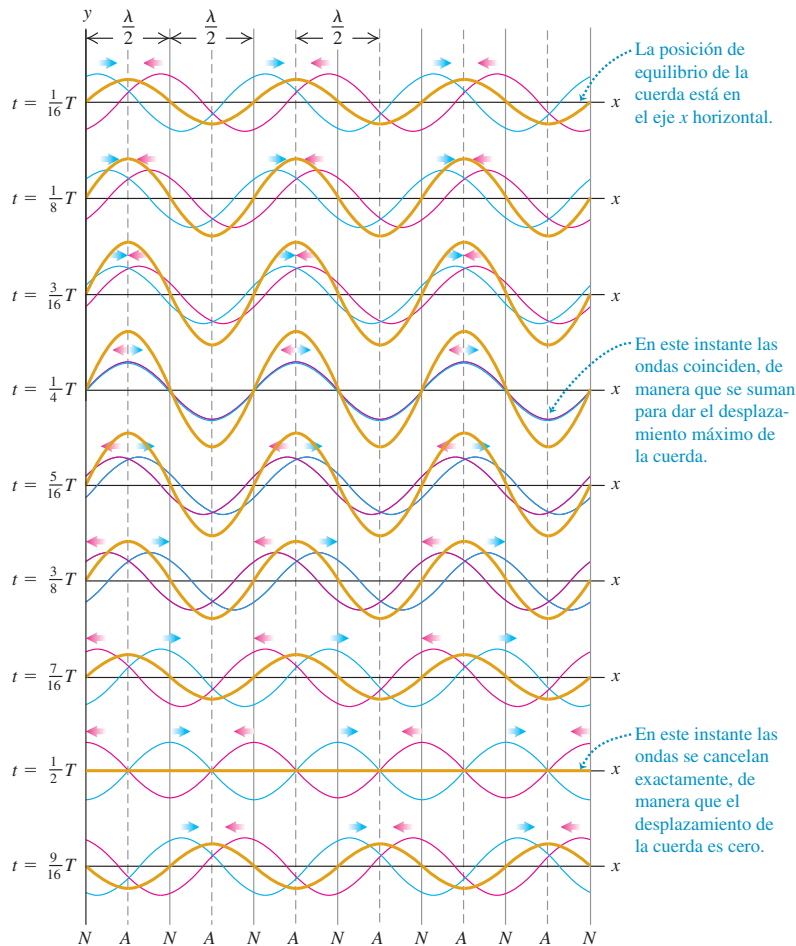 y
λ/2 λ/2 λ/2
t = 1/16 T
x
La posición de
equilibrio de la
cuerda está en
el eje x horizontal.
t = 1/8 T
x
t = 3/16 T
x
t = 1/4 T
x
En este instante las
ondas coinciden, de
manera que se suman
para dar el desplaza-
miento máximo de
la cuerda.
t = 5/16 T
x
t = 3/8 T
x
t = 7/16 T
x
t = 1/2 T
x
En este instante las
ondas se cancelan
exactamente, de
manera que el
desplazamiento de
la cuerda es cero.
t = 9/16 T
x
N A N A N A N A N A N A N